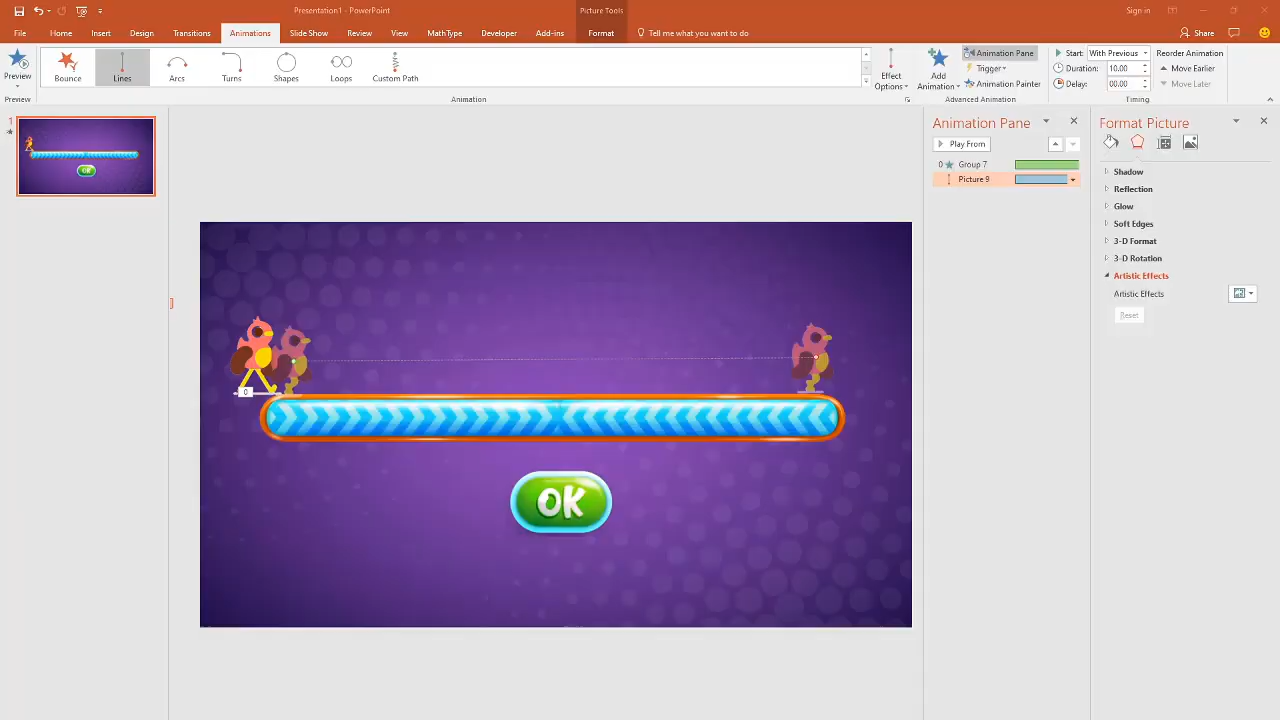 Presentation1 - PowerPoint
Picture Tools
Sign in
File Home Insert Design Transitions Animations Slide Show Review View MathType Developer Add-ins Format Tell me what you want to do Share
Preview
Bounce Lines Arcs Turns Shapes Loops Custom Path
Effect Options
Add Animation
Animation Pane
Trigger
Animation Painter
Start: With Previous
Duration: 10.00
Delay: 00.00
Reorder Animation
Move Earlier
Move Later
Preview Animation Advanced Animation Timing
1
OK
0
OK
Animation Pane
Play From
0 Group 7
Picture 9
Format Picture
Shadow
Reflection
Glow
Soft Edges
3-D Format
3-D Rotation
Artistic Effects
Artistic Effects
Reset